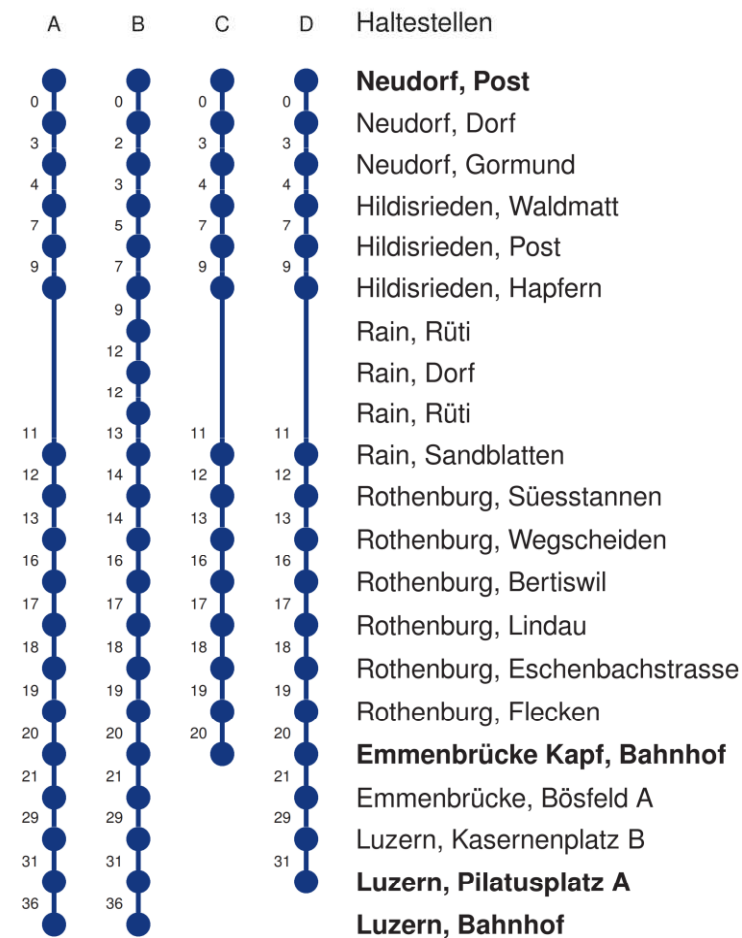 A B C D Haltestellen
Neudorf, Post
0 0 0 0
Neudorf, Dorf
3 2 3 3
Neudorf, Gormund
4 3 4 4
Hildisrieden, Waldmatt
7 5 7 7
Hildisrieden, Post
9 7 9 9
Hildisrieden, Hapfern
9
Rain, Rüti
12
Rain, Dorf
12
Rain, Rüti
11 13 11 11
Rain, Sandblatten
12 14 12 12
Rothenburg, Süesstannen
13 14 13 13
Rothenburg, Wegscheiden
16 16 16 16
Rothenburg, Bertiswil
17 17 17 17
Rothenburg, Lindau
18 18 18 18
Rothenburg, Eschenbachstrasse
19 19 19 19
Rothenburg, Flecken
20 20 20 20
Emmenbrücke Kapf, Bahnhof
21 21 21
Emmenbrücke, Bösfeld A
29 29 29
Luzern, Kasernenplatz B
31 31 31
Luzern, Pilatusplatz A
36 36
Luzern, Bahnhof